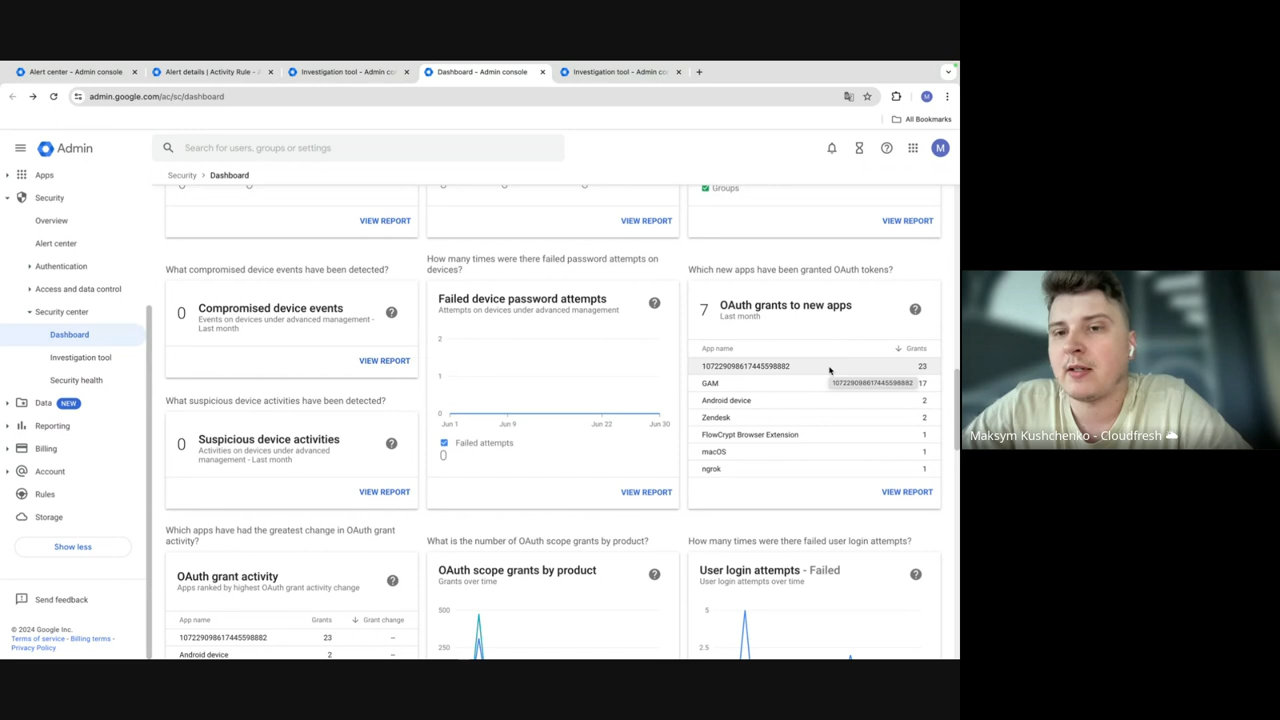 Alert center - Admin console
Alert details | Activity Rule - A
Investigation tool - Admin co
Dashboard - Admin console
Investigation tool - Admin co
admin.google.com/ac/sc/dashboard
All Bookmarks
Admin
Search for users, groups or settings
M
Security > Dashboard
Apps
Security
Overview
Alert center
Authentication
Access and data control
Security center
Dashboard
Investigation tool
Security health
Data NEW
Reporting
Billing
Account
Rules
Storage
Show less
Send feedback
© 2024 Google Inc.
Terms of service - Billing terms -
Privacy Policy
VIEW REPORT
VIEW REPORT
Groups
VIEW REPORT
What compromised device events have been detected?
0 Compromised device events
Events on devices under advanced management -
Last month
VIEW REPORT
What suspicious device activities have been detected?
0 Suspicious device activities
Activities on devices under advanced
management - Last month
VIEW REPORT
How many times were there failed password attempts on
devices?
Failed device password attempts
Attempts on devices under advanced management
2
1
0
Jun 1 Jun 9 Jun 22 Jun 30
Failed attempts
0
VIEW REPORT
Which new apps have been granted OAuth tokens?
7 OAuth grants to new apps
Last month
App name Grants
107229098617445598882 23
107229098617445598882
GAM 17
Android device 2
Zendesk 2
FlowCrypt Browser Extension 1
macOS 1
ngrok 1
VIEW REPORT
Which apps have had the greatest change in OAuth grant
activity?
OAuth grant activity
Apps ranked by highest OAuth grant activity change
App name Grants Grant change
107229098617445598882 23 –
Android device 2 –
What is the number of OAuth scope grants by product?
OAuth scope grants by product
Grants over time
500
250
How many times were there failed user login attempts?
User login attempts - Failed
User login attempts over time
5
2.5
Maksym Kushchenko - Cloudfresh